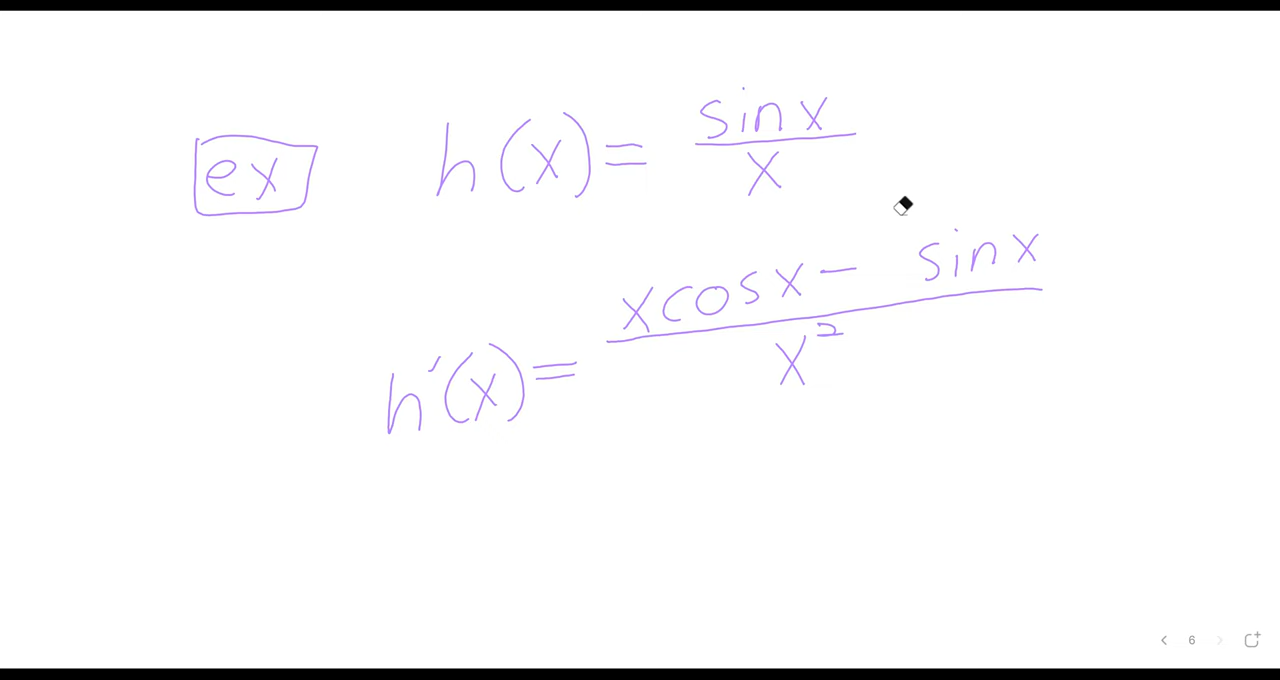 ex h(x) = sin x / x
h'(x) = x cos x - sin x / x²
6